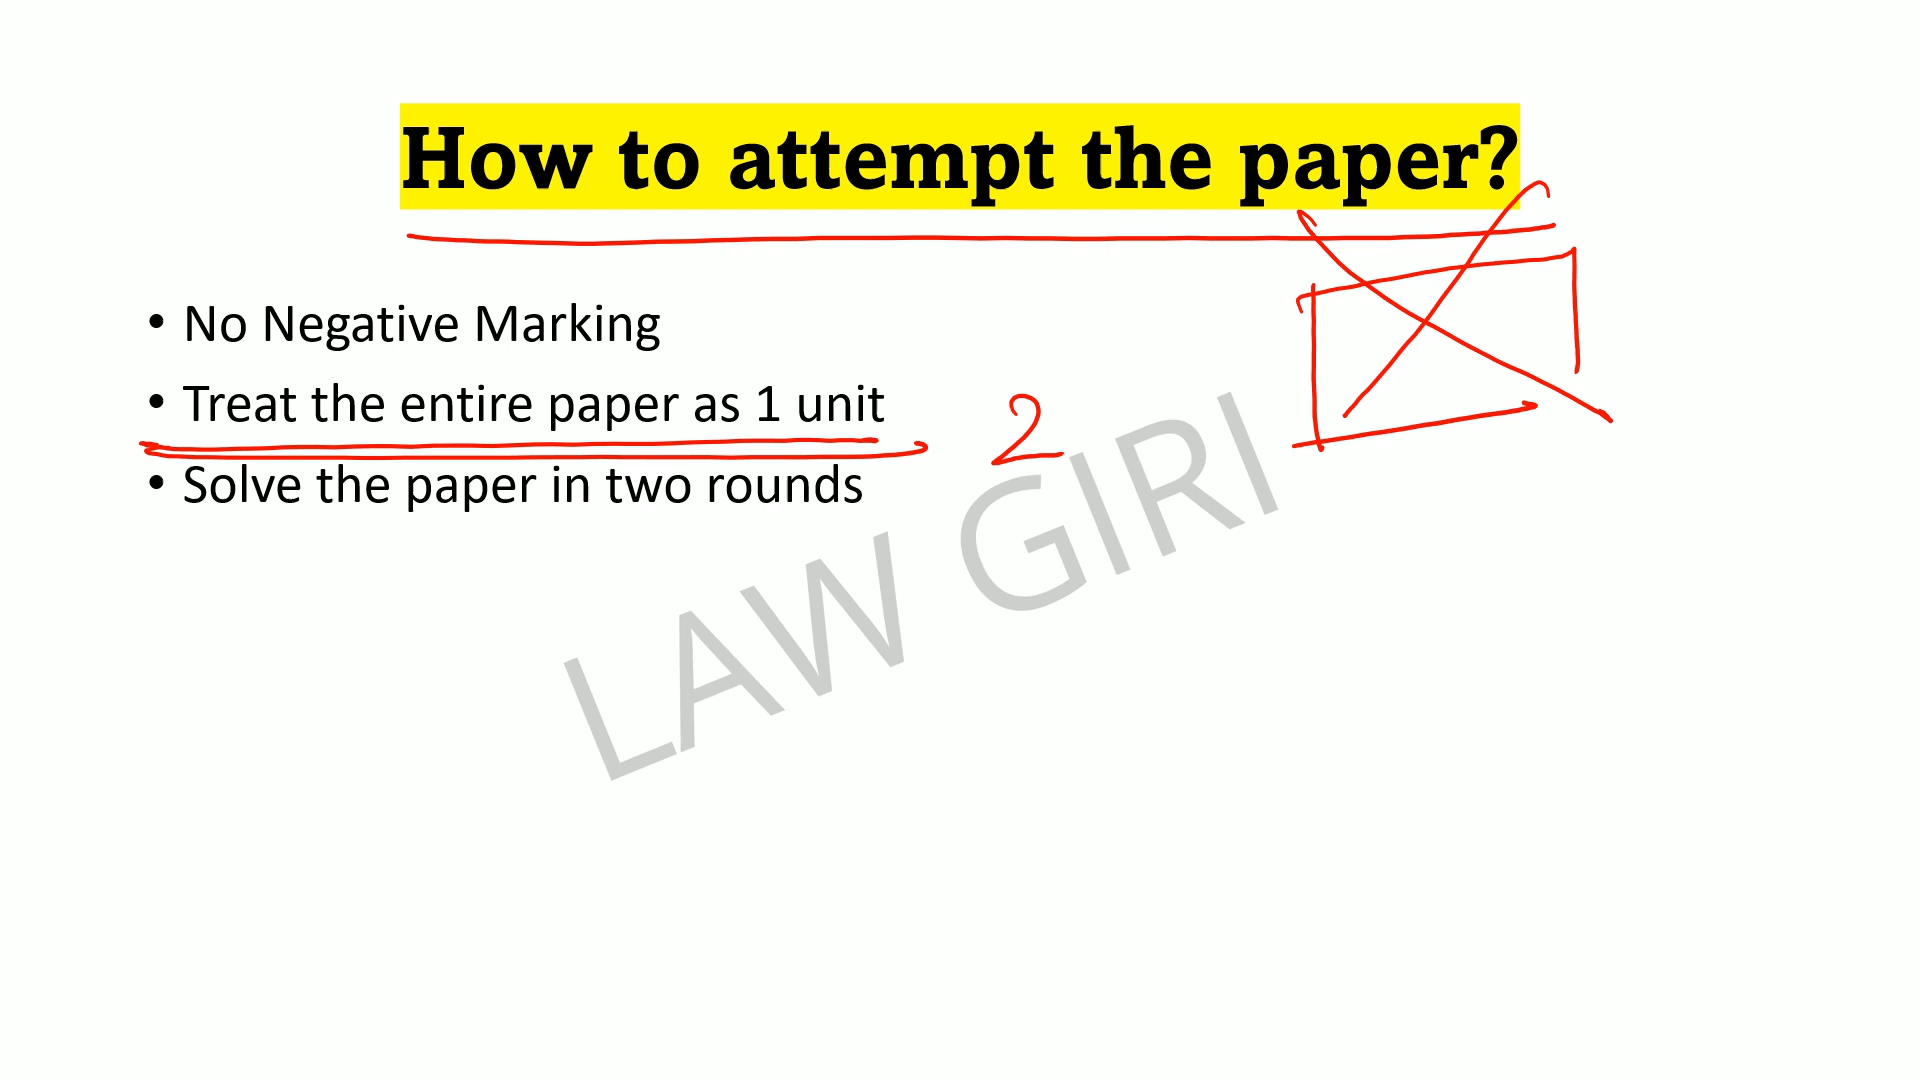 How to attempt the paper?
• No Negative Marking
• Treat the entire paper as 1 unit
2
• Solve the paper in two rounds
LAW GIRI